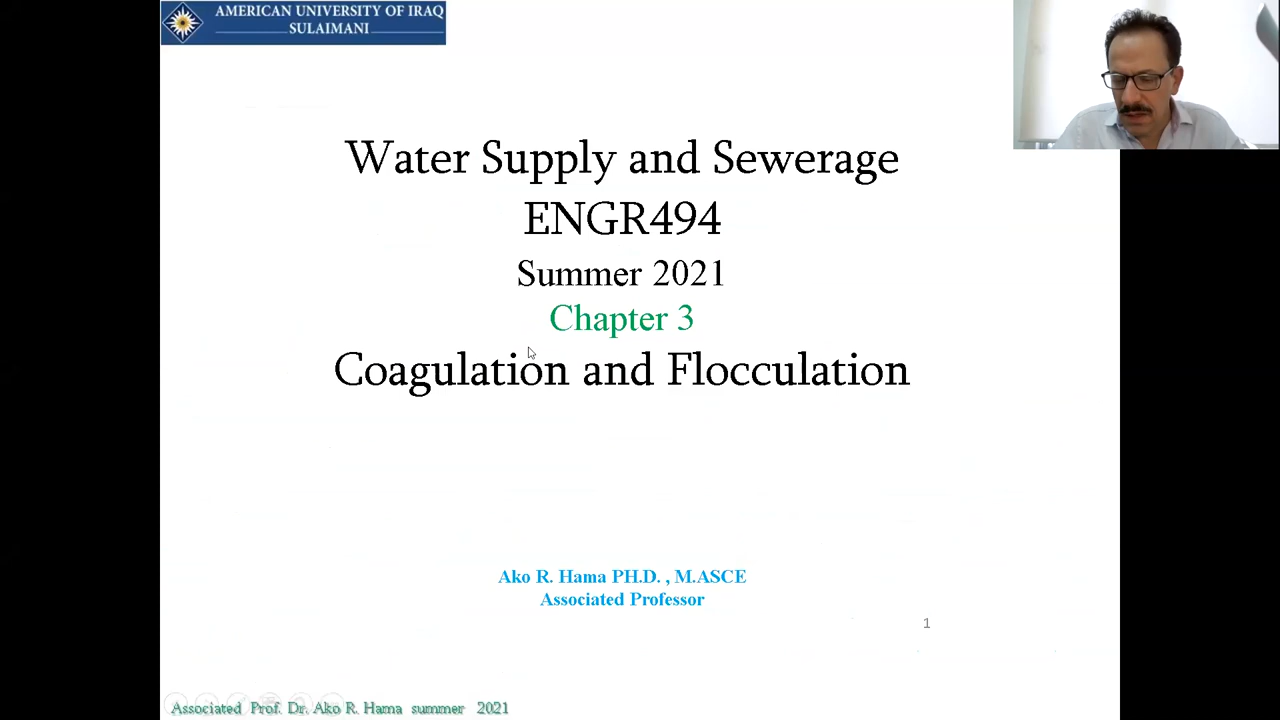 AMERICAN UNIVERSITY OF IRAQ
SULAIMANI
Water Supply and Sewerage
ENGR494
Summer 2021
Chapter 3
Coagulation and Flocculation
Ako R. Hama PH.D. , M.ASCE
Associated Professor
1
Associated Prof. Dr. Ako R. Hama summer 2021